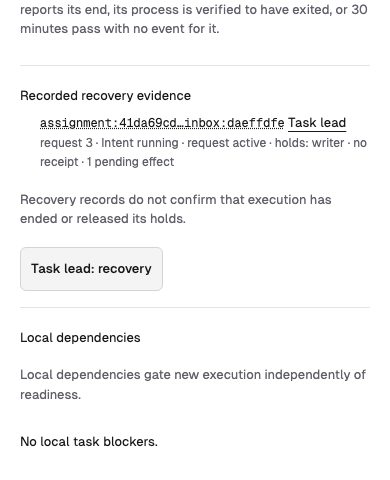 reports its end, its process is verified to have exited, or 30
minutes pass with no event for it.
Recorded recovery evidence
assignment:41da69cd…inbox:daeffdfe Task lead
request 3 · Intent running · request active · holds: writer · no
receipt · 1 pending effect
Recovery records do not confirm that execution has
ended or released its holds.
Task lead: recovery
Local dependencies
Local dependencies gate new execution independently of
readiness.
No local task blockers.